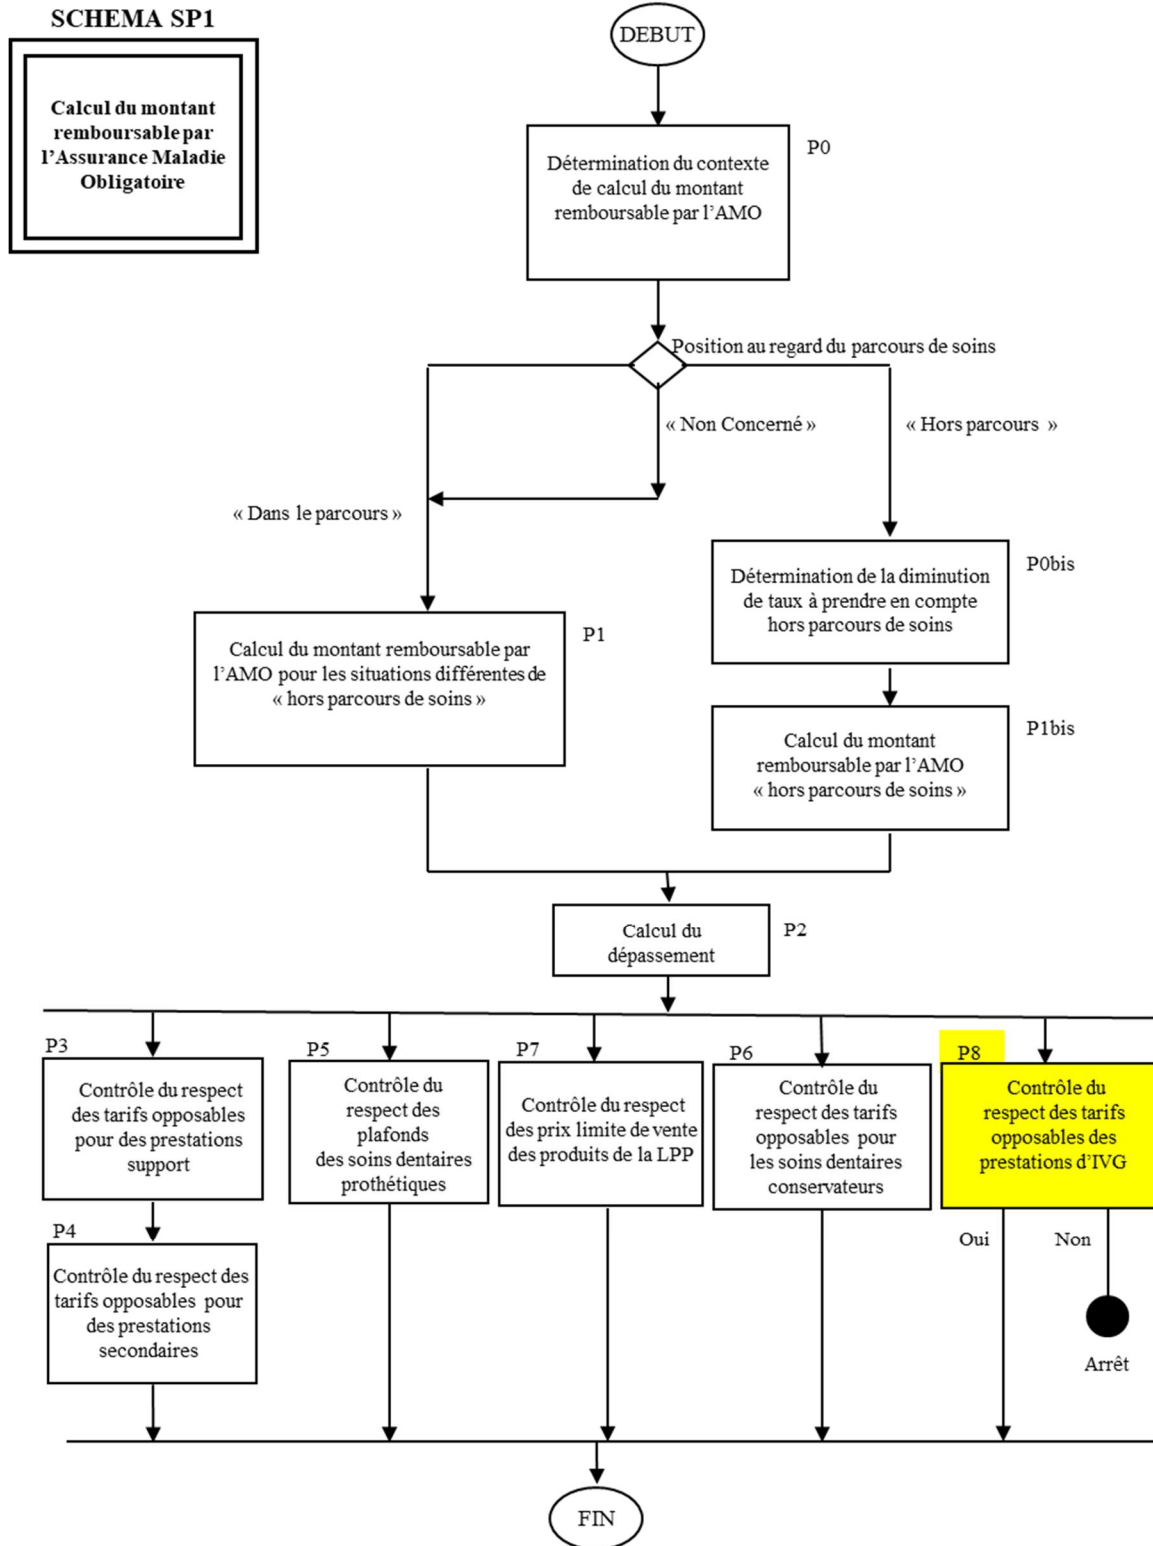 SCHEMA SP1
Calcul du montant
remboursable par
l’Assurance Maladie
Obligatoire
DEBUT
P0
Détermination du contexte
de calcul du montant
remboursable par l’AMO
Position au regard du parcours de soins
« Non Concerné »
« Hors parcours »
« Dans le parcours »
P0bis
Détermination de la diminution
de taux à prendre en compte
hors parcours de soins
P1
Calcul du montant remboursable par
l’AMO pour les situations différentes de
« hors parcours de soins »
P1bis
Calcul du montant
remboursable par l’AMO
« hors parcours de soins »
P2
Calcul du
dépassement
P3
Contrôle du respect
des tarifs opposables
pour des prestations
support
P4
Contrôle du respect des
tarifs opposables pour
des prestations
secondaires
P5
Contrôle du
respect des
plafonds
des soins dentaires
prothétiques
P7
Contrôle du respect
des prix limite de vente
des produits de la LPP
P6
Contrôle du
respect des tarifs
opposables pour
les soins dentaires
conservateurs
P8
Contrôle du
respect des tarifs
opposables des
prestations d’IVG
Oui
Non
Arrêt
FIN